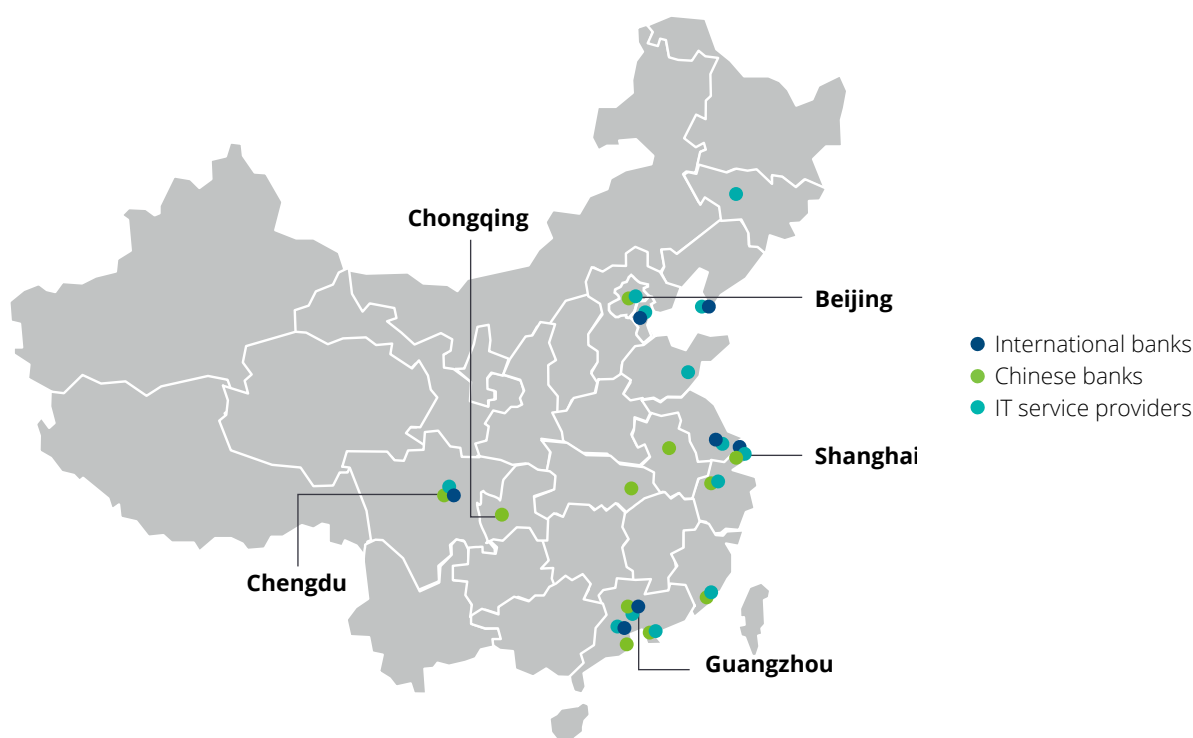 Chongqing
Beijing
International banks
Chinese banks
IT service providers
Shanghai
Chengdu
Guangzhou